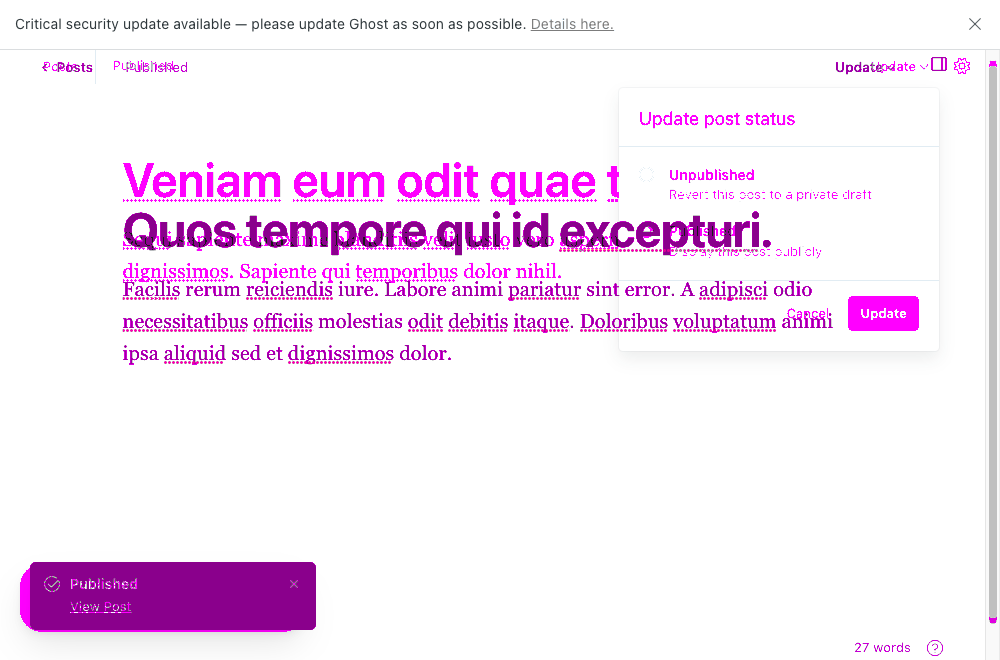 Critical security update available — please update Ghost as soon as possible. Details here.
Posts Published Update
Update post status
Veniam eum odit quae t
Unpublished
Revert this post to a private draft
Quos tempore qui id excepturi.
Published
Display this post publicly
dignissimos. Sapiente qui temporibus dolor nihil.
Facilis rerum reiciendis iure. Labore animi pariatur sint error. A adipisci odio
necessitatibus officiis molestias odit debitis itaque. Doloribus voluptatum animi
Cancel Update
ipsa aliquid sed et dignissimos dolor.
Published
View Post
27 words